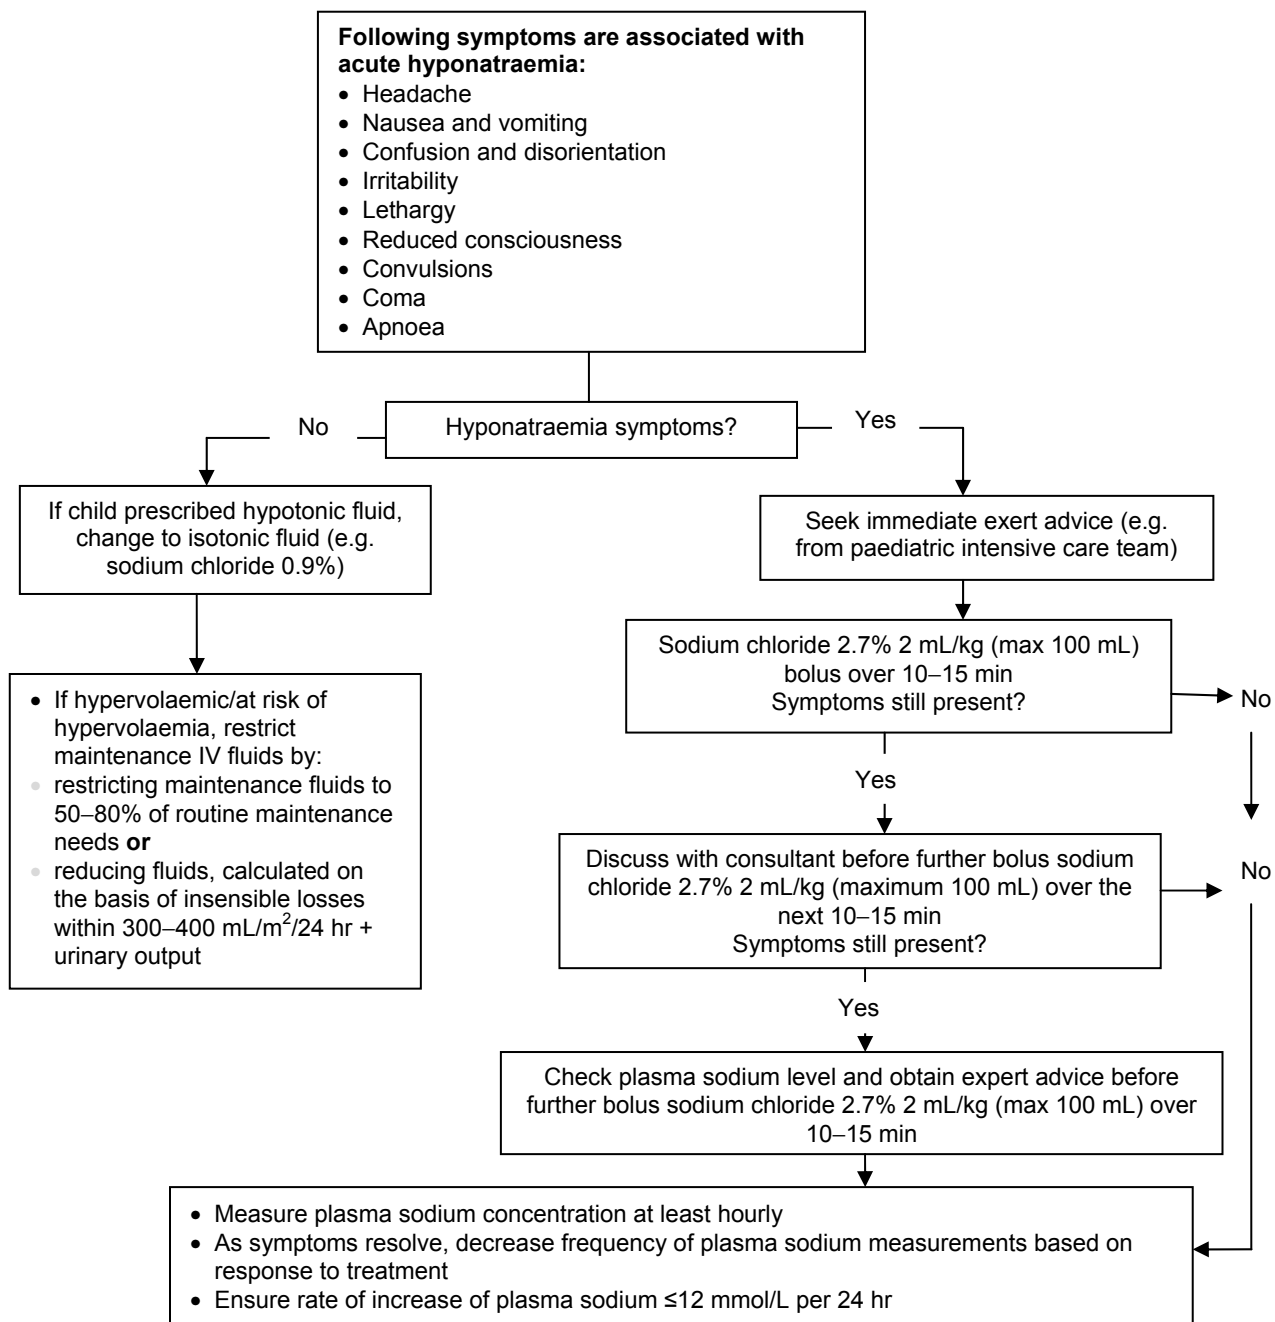 Following symptoms are associated with
acute hyponatraemia:
• Headache
• Nausea and vomiting
• Confusion and disorientation
• Irritability
• Lethargy
• Reduced consciousness
• Convulsions
• Coma
• Apnoea
No
Hyponatraemia symptoms?
Yes
If child prescribed hypotonic fluid,
change to isotonic fluid (e.g.
sodium chloride 0.9%)
• If hypervolaemic/at risk of
hypervolaemia, restrict
maintenance IV fluids by:
• restricting maintenance fluids to
50–80% of routine maintenance
needs or
• reducing fluids, calculated on
the basis of insensible losses
within 300–400 mL/m²/24 hr +
urinary output
Seek immediate exert advice (e.g.
from paediatric intensive care team)
Sodium chloride 2.7% 2 mL/kg (max 100 mL)
bolus over 10–15 min
Symptoms still present?
No
Yes
Discuss with consultant before further bolus sodium
chloride 2.7% 2 mL/kg (maximum 100 mL) over the
next 10–15 min
Symptoms still present?
No
Yes
Check plasma sodium level and obtain expert advice before
further bolus sodium chloride 2.7% 2 mL/kg (max 100 mL) over
10–15 min
• Measure plasma sodium concentration at least hourly
• As symptoms resolve, decrease frequency of plasma sodium measurements based on
response to treatment
• Ensure rate of increase of plasma sodium ≤12 mmol/L per 24 hr